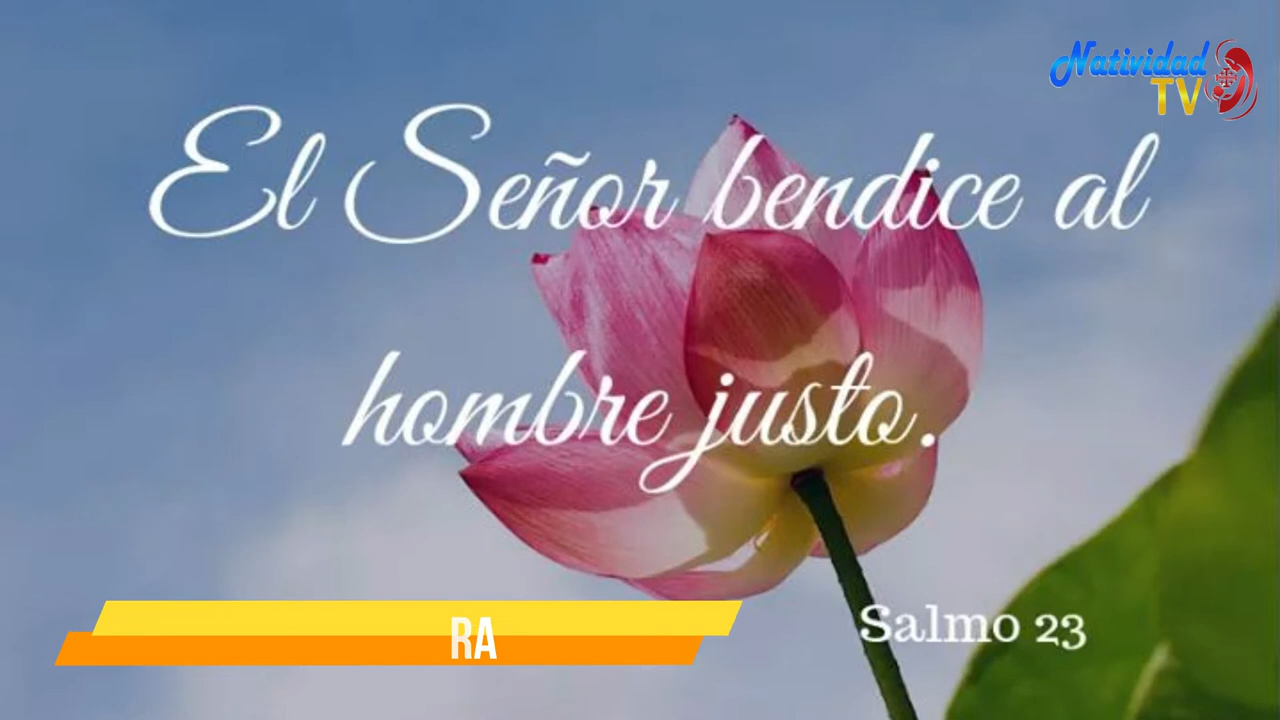 Natividad
TV
El Señor bendice al
hombre justo.
RA
Salmo 23